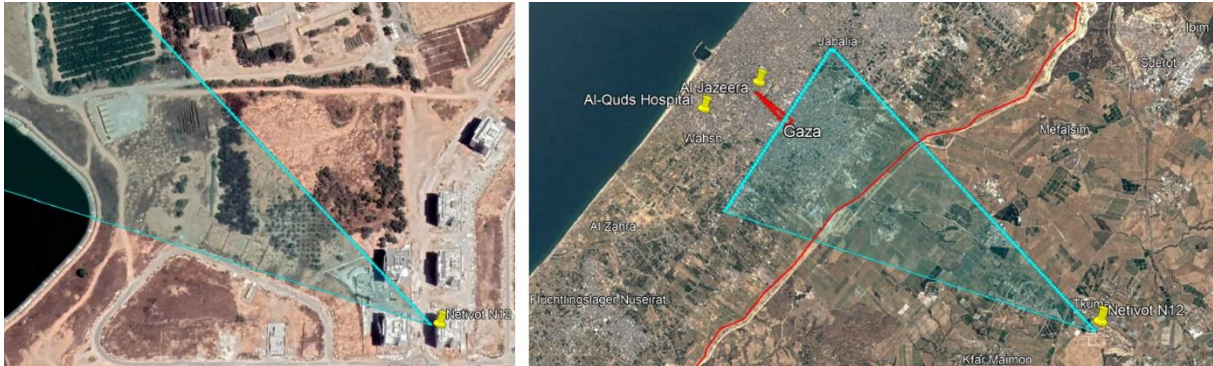 Netivot N12
Ibim
Jabalia
Sderot
Al Jazeera
Al-Quds Hospital
Gaza
Mefalsim
Wahsh
Al Zahra
Flüchtlingslager Nuseirat
Tkuma
Netivot N12
Kfar Maimon